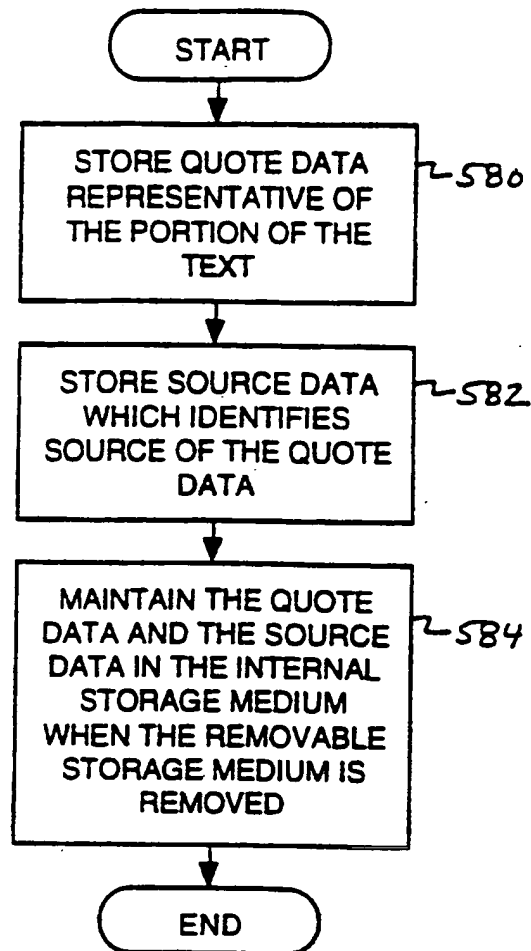 START
STORE QUOTE DATA
REPRESENTATIVE OF
THE PORTION OF THE
TEXT
580
STORE SOURCE DATA
WHICH IDENTIFIES
SOURCE OF THE QUOTE
DATA
582
MAINTAIN THE QUOTE
DATA AND THE SOURCE
DATA IN THE INTERNAL
STORAGE MEDIUM
WHEN THE REMOVABLE
STORAGE MEDIUM IS
REMOVED
584
END